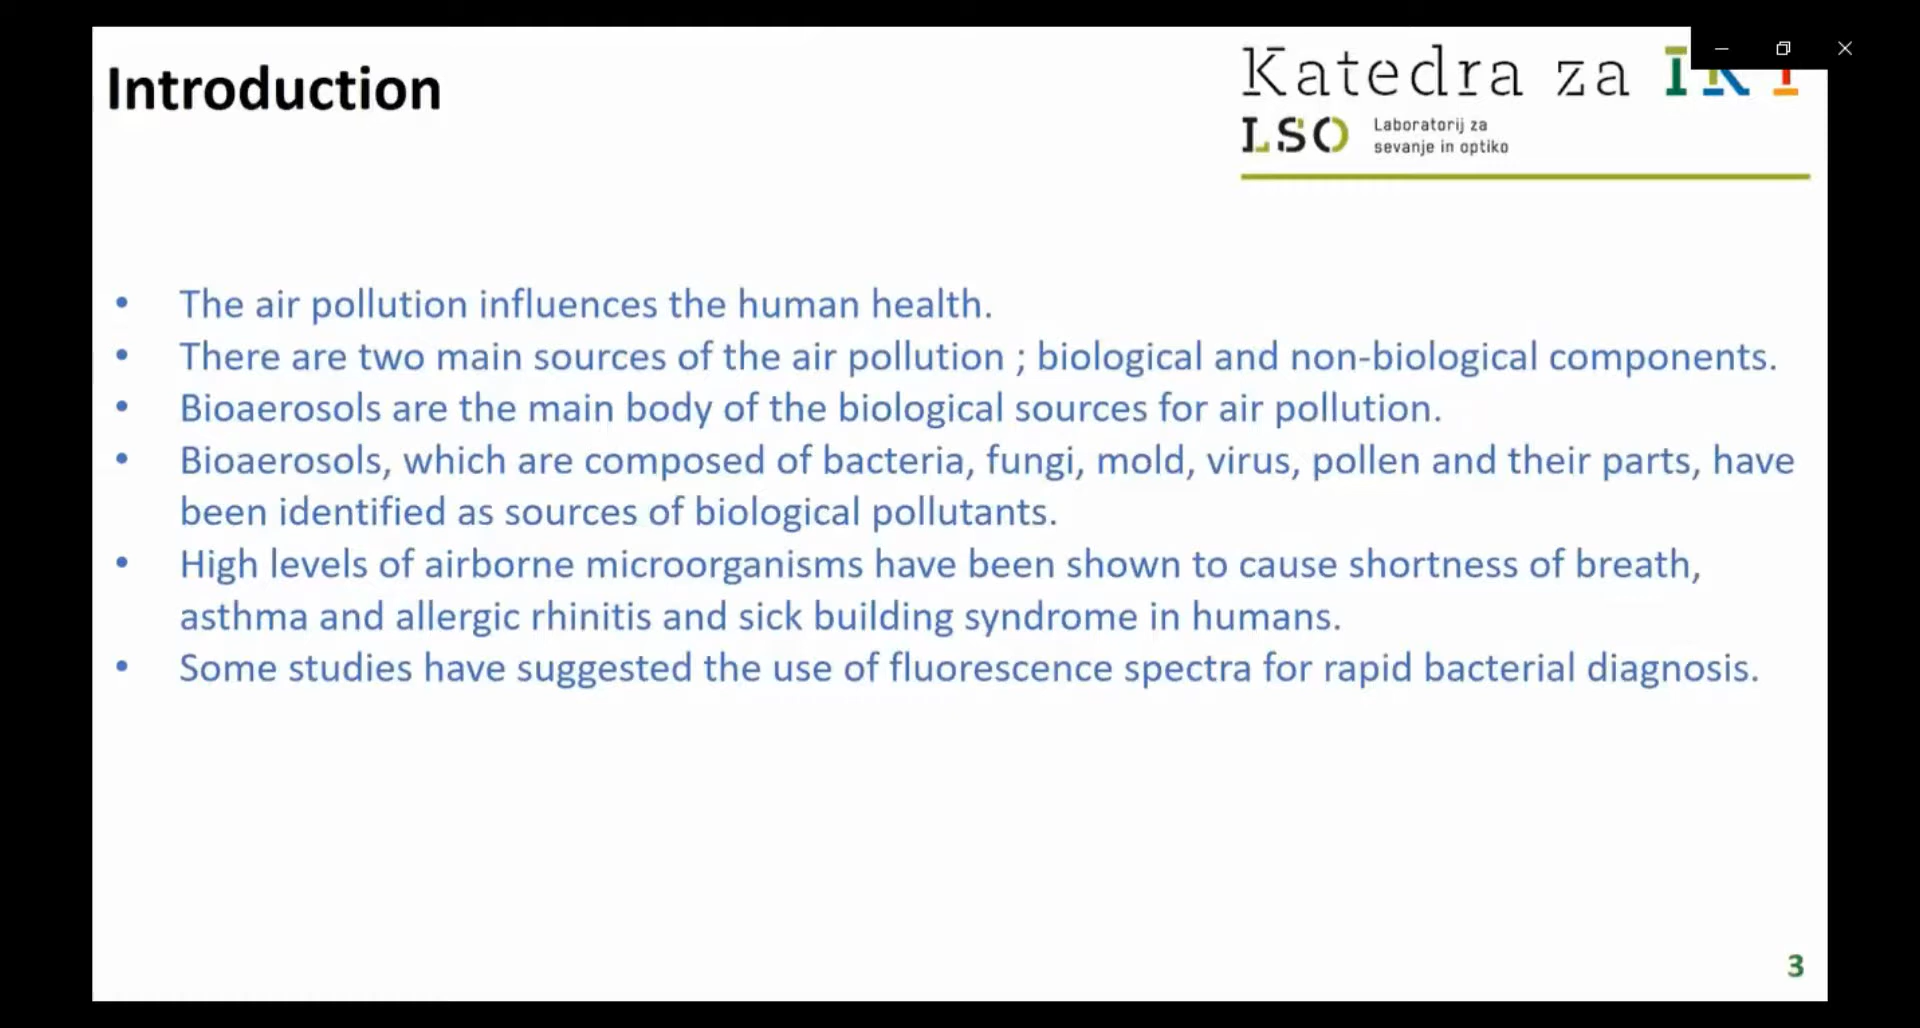 Introduction
Katedra za IKT
LSO
Laboratorij za
sevanje in optiko
• The air pollution influences the human health.
• There are two main sources of the air pollution ; biological and non-biological components.
• Bioaerosols are the main body of the biological sources for air pollution.
• Bioaerosols, which are composed of bacteria, fungi, mold, virus, pollen and their parts, have
been identified as sources of biological pollutants.
• High levels of airborne microorganisms have been shown to cause shortness of breath,
asthma and allergic rhinitis and sick building syndrome in humans.
• Some studies have suggested the use of fluorescence spectra for rapid bacterial diagnosis.
3